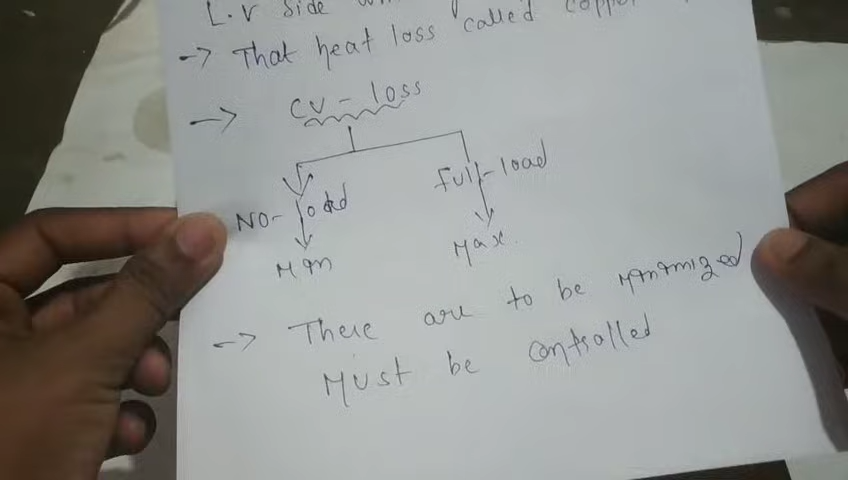 L.V Side
→ That heat loss called copper
→ CU - loss
NO - load Full - load
Min Max.
→ There are to be minimized
Must be controlled